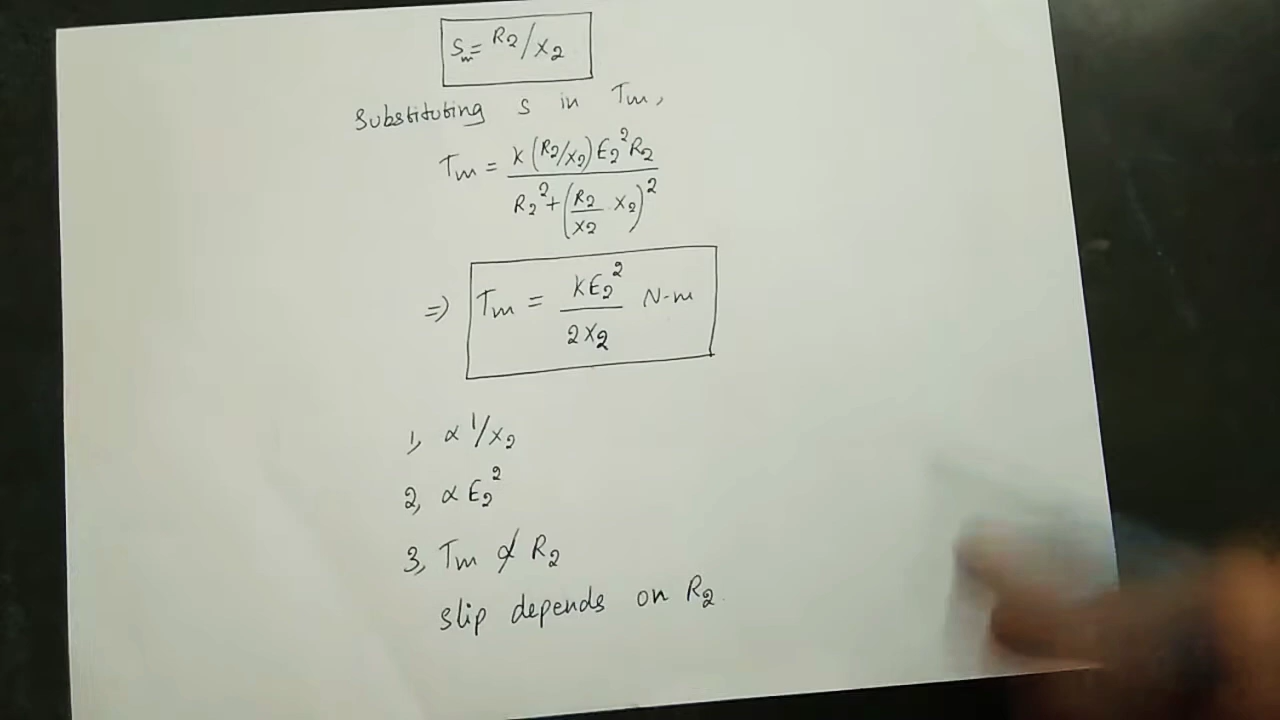 Sm = R2/X2
Substituting s in Tm,
Tm = K (R2/X2) E2² R2 / R2² + (R2/X2 · X2)²
⇒ Tm = KE2² / 2X2 N-m
1, ∝ 1/X2
2, ∝ E2²
3, Tm ∝̸ R2
slip depends on R2.